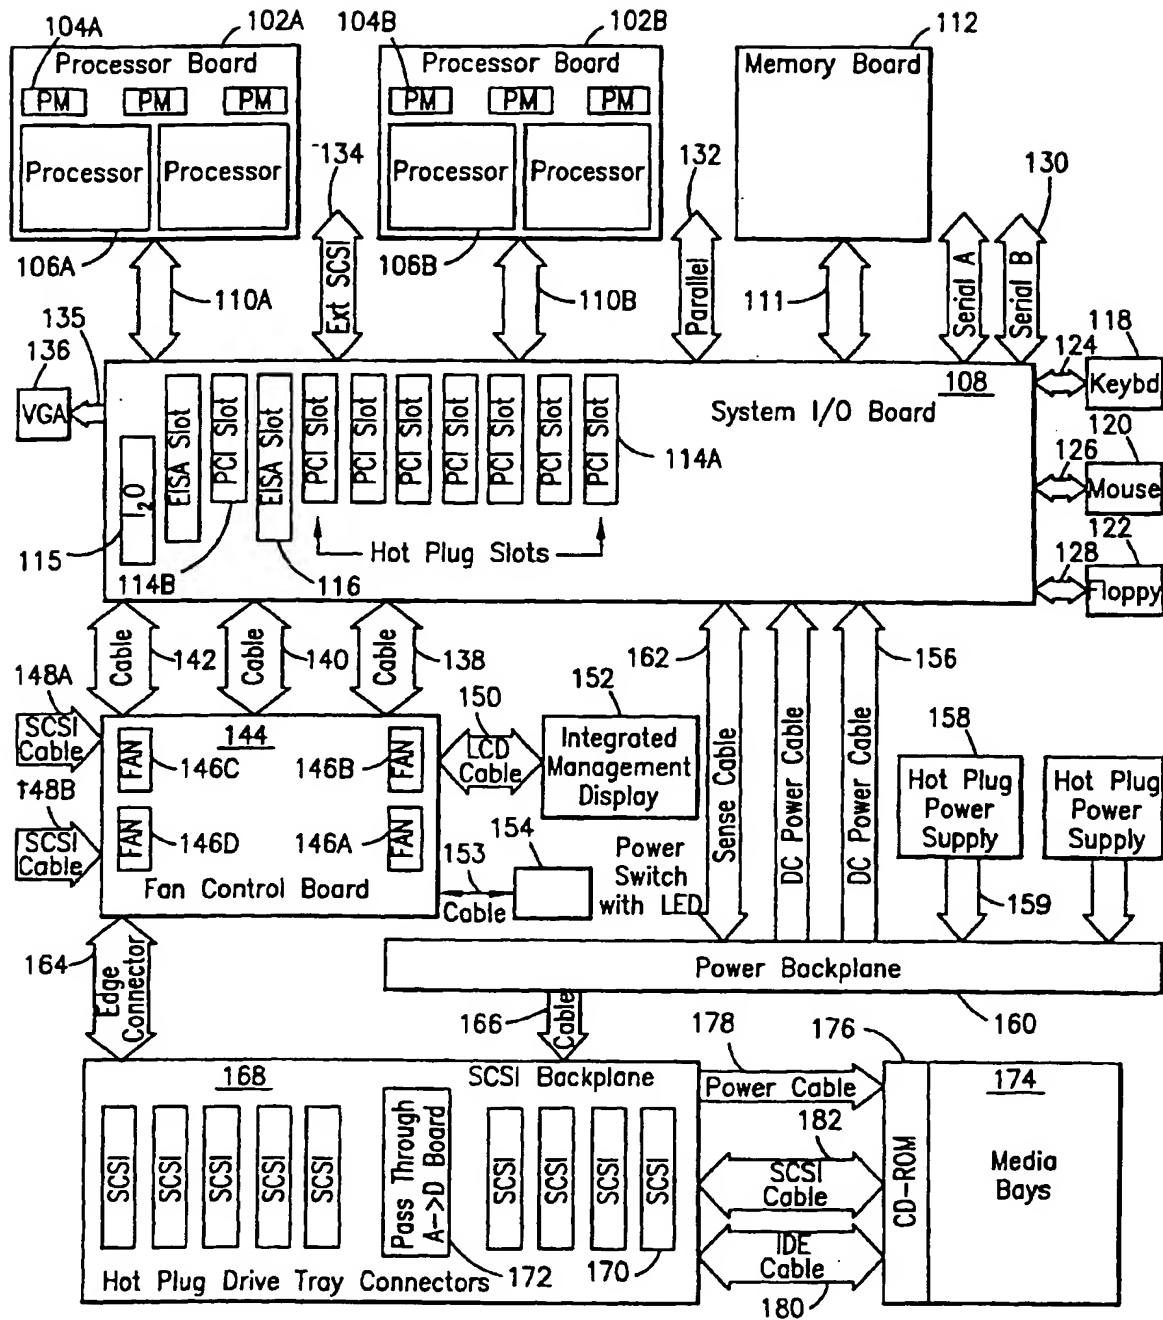 104A 102A 104B 102B 112
Processor Board
PM PM PM
Processor Processor
Processor Board
PM PM PM
Processor Processor
Memory Board
134 132 130
106A 106B
110A Ext SCSI 110B Parallel 111 Serial A Serial B
135
136
VGA
108
System I/O Board
I2O
EISA Slot
PCI Slot
EISA Slot
PCI Slot
PCI Slot
PCI Slot
PCI Slot
PCI Slot
PCI Slot
PCI Slot
114A
115 114B 116
Hot Plug Slots
124 118
Keybd
126 120
Mouse
128 122
Floppy
Cable 142 Cable 140 Cable 138
162 156
148A
SCSI
Cable
148B
SCSI
Cable
144
FAN 146C 146B FAN
FAN 146D 146A FAN
Fan Control Board
150
LCD
Cable
152
Integrated
Management
Display
153
Cable
154
Power
Switch
with LED
Sense Cable
DC Power Cable
DC Power Cable
158
Hot Plug
Power
Supply
Hot Plug
Power
Supply
159
164
Edge
Connector
Power Backplane
160
166 Cable
168
SCSI Backplane
SCSI SCSI SCSI SCSI SCSI
Pass Through
A->D Board
SCSI SCSI SCSI SCSI
172 170
Hot Plug Drive Tray Connectors
178
Power Cable
176
182
SCSI
Cable
IDE
Cable
180
CD-ROM
174
Media
Bays